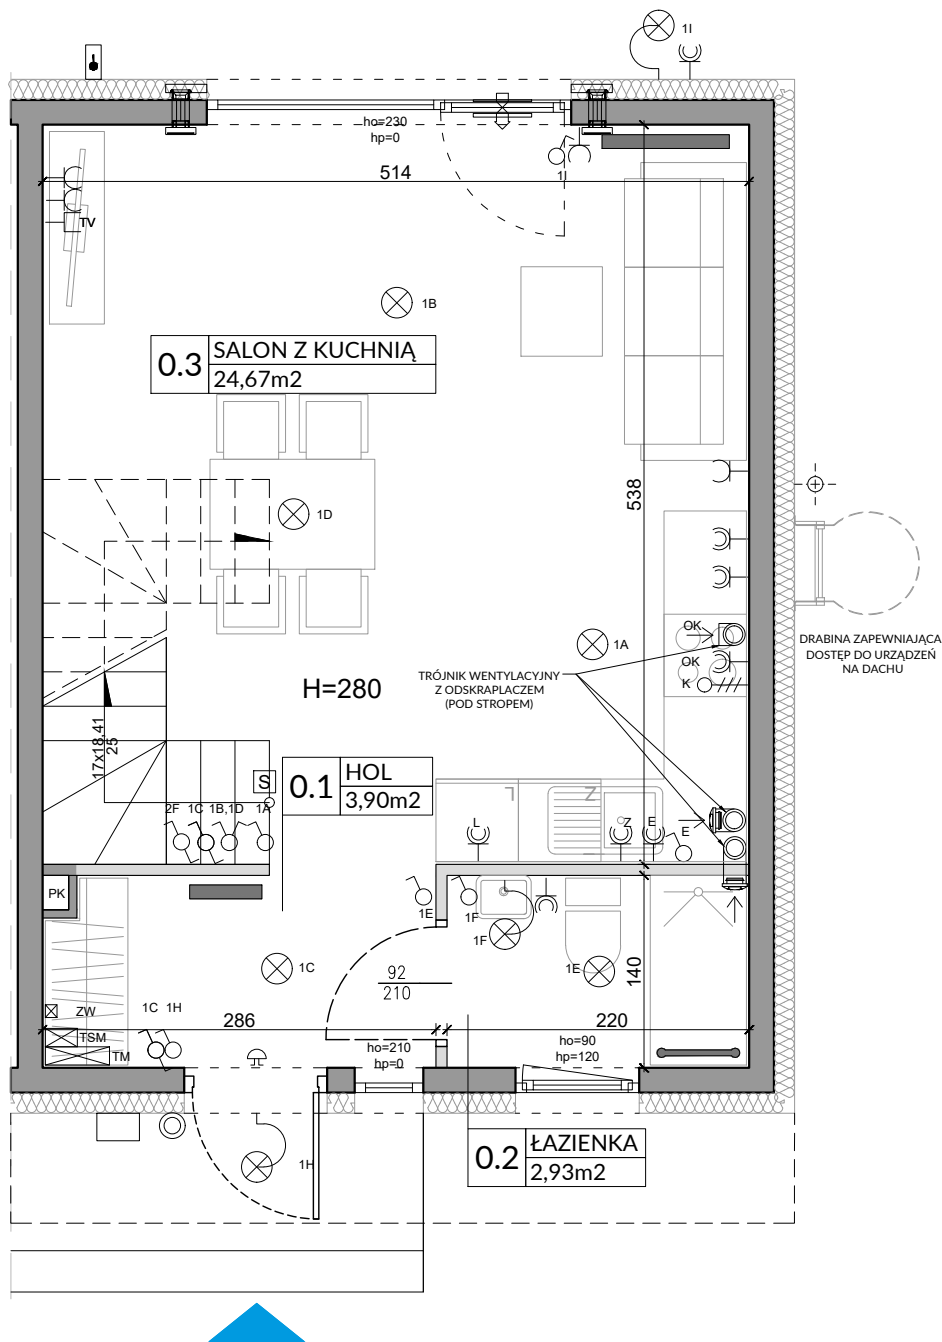 1I
ho=230
hp=0
1I
514
TV
1B
0.3
SALON Z KUCHNIĄ
24,67m2
538
1D
OK
1A
OK
K
DRABINA ZAPEWNIAJĄCA
DOSTĘP DO URZĄDZEŃ
NA DACHU
TRÓJNIK WENTYLACYJNY
Z ODSKRAPLACZEM
(POD STROPEM)
H=280
17x18,41
25
S
0.1
HOL
3,90m2
2F
1C
1B,1D
1A
L
Z
Z
E
E
PK
1E
1F
1F
1E
1C
92
210
140
ZW
1C
1H
TSM
TM
286
220
ho=210
hp=0
ho=90
hp=120
1H
0.2
ŁAZIENKA
2,93m2